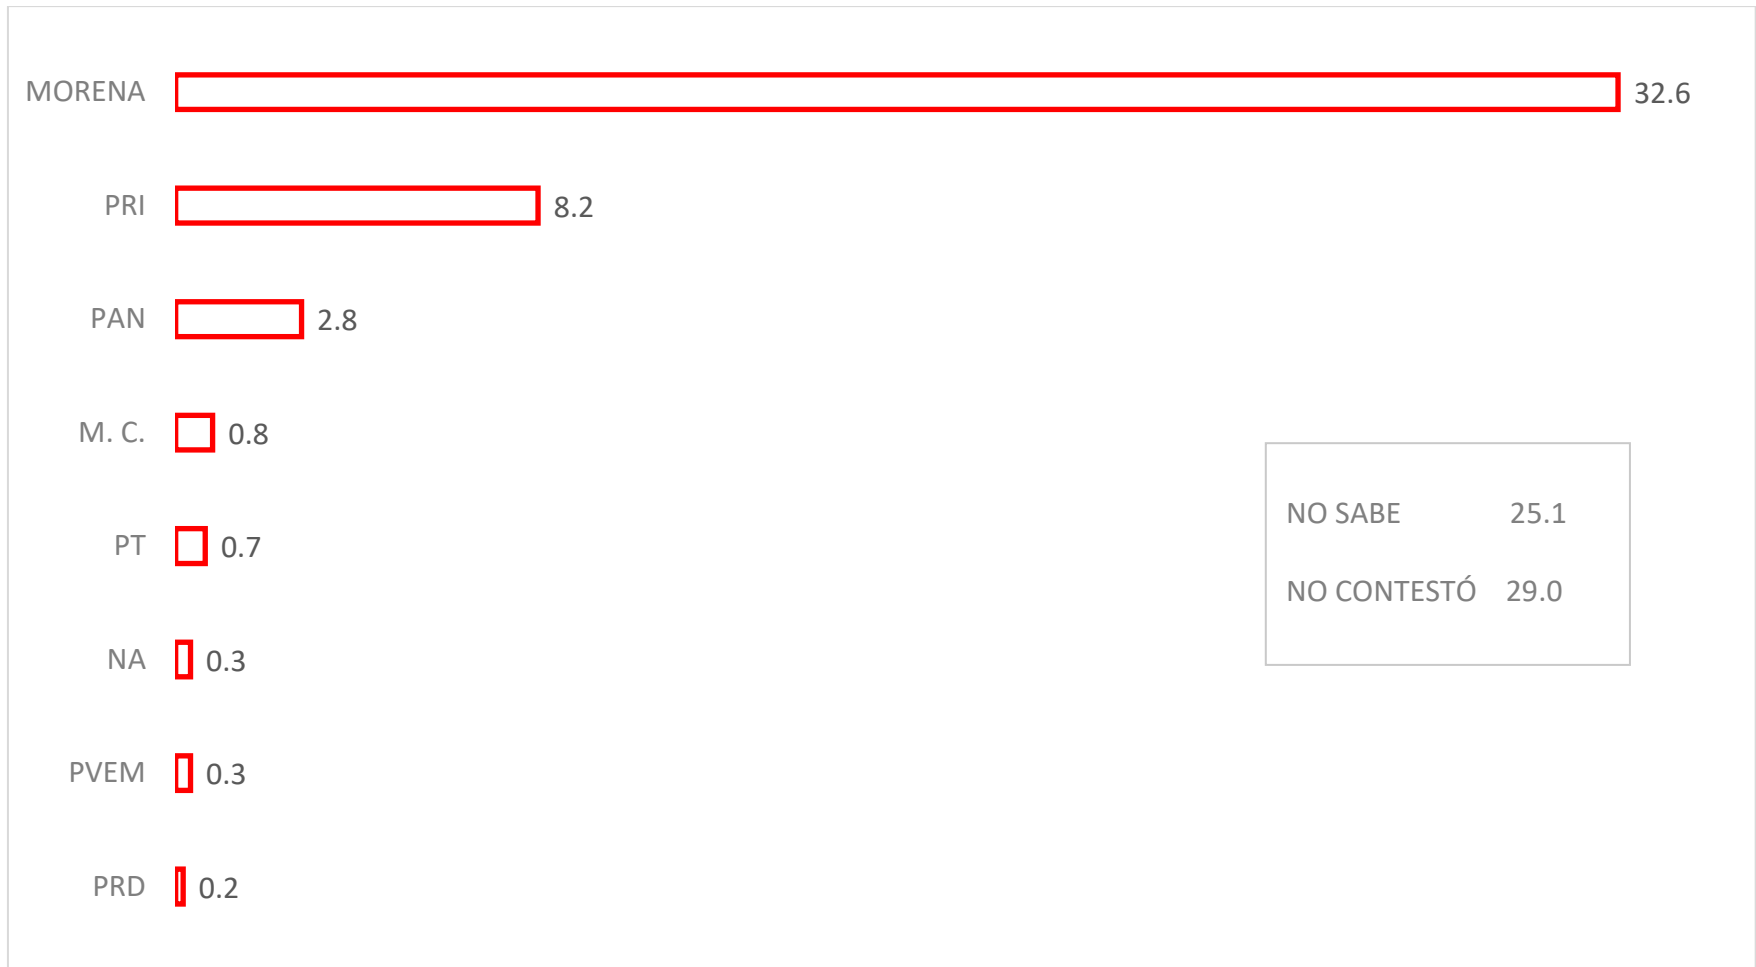 MORENA 32.6
PRI 8.2
PAN 2.8
M. C. 0.8
PT 0.7
NA 0.3
PVEM 0.3
PRD 0.2
NO SABE 25.1
NO CONTESTÓ 29.0